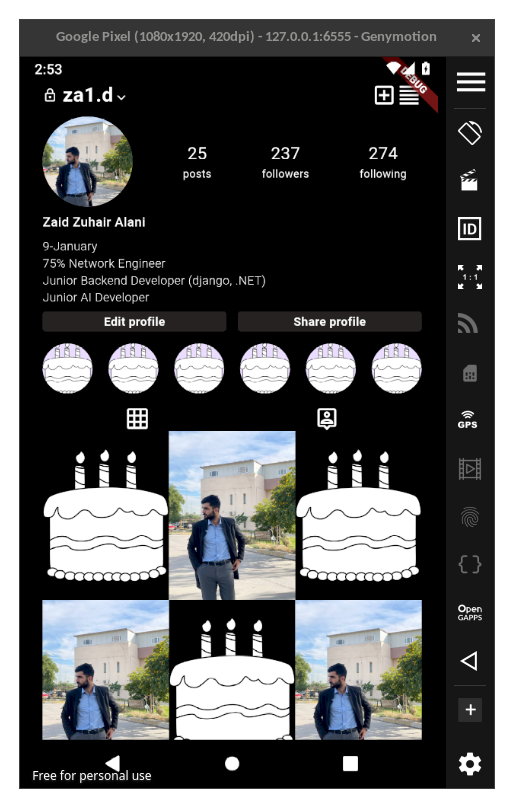 Google Pixel (1080x1920, 420dpi) - 127.0.0.1:6555 - Genymotion
2:53
DEBUG
za1.d
25 237 274
posts followers following
Zaid Zuhair Alani
9-January
75% Network Engineer
Junior Backend Developer (django, .NET)
Junior AI Developer
Edit profile Share profile
ID
1:1
GPS
Open
GAPPS
Free for personal use